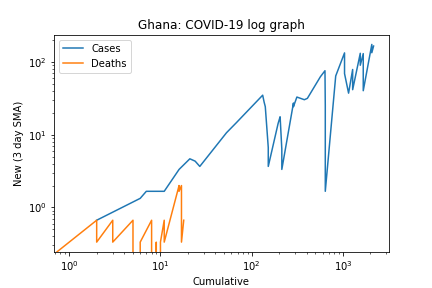 Ghana: COVID-19 log graph
Cases
Deaths
New (3 day SMA)
10²
10¹
10⁰
10⁰ 10¹ 10² 10³
Cumulative